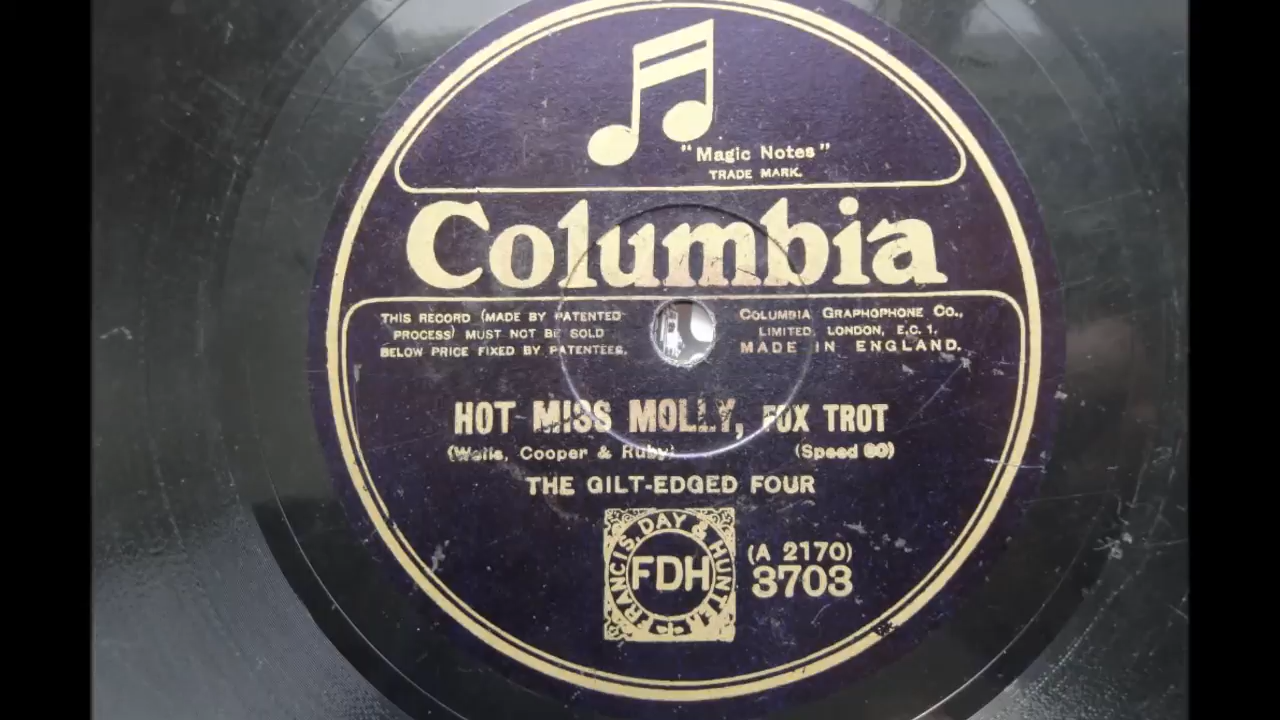 "Magic Notes"
TRADE MARK.
Columbia
THIS RECORD (MADE BY PATENTED
PROCESS) MUST NOT BE SOLD
BELOW PRICE FIXED BY PATENTEES.
COLUMBIA GRAPHOPHONE CO.,
LIMITED, LONDON, E.C. 1.
MADE IN ENGLAND.
HOT MISS MOLLY, FOX TROT
(Wells, Cooper & Ruby) (Speed 80)
THE GILT-EDGED FOUR
FRANCIS, DAY & HUNTER
FDH
(A 2170)
3703